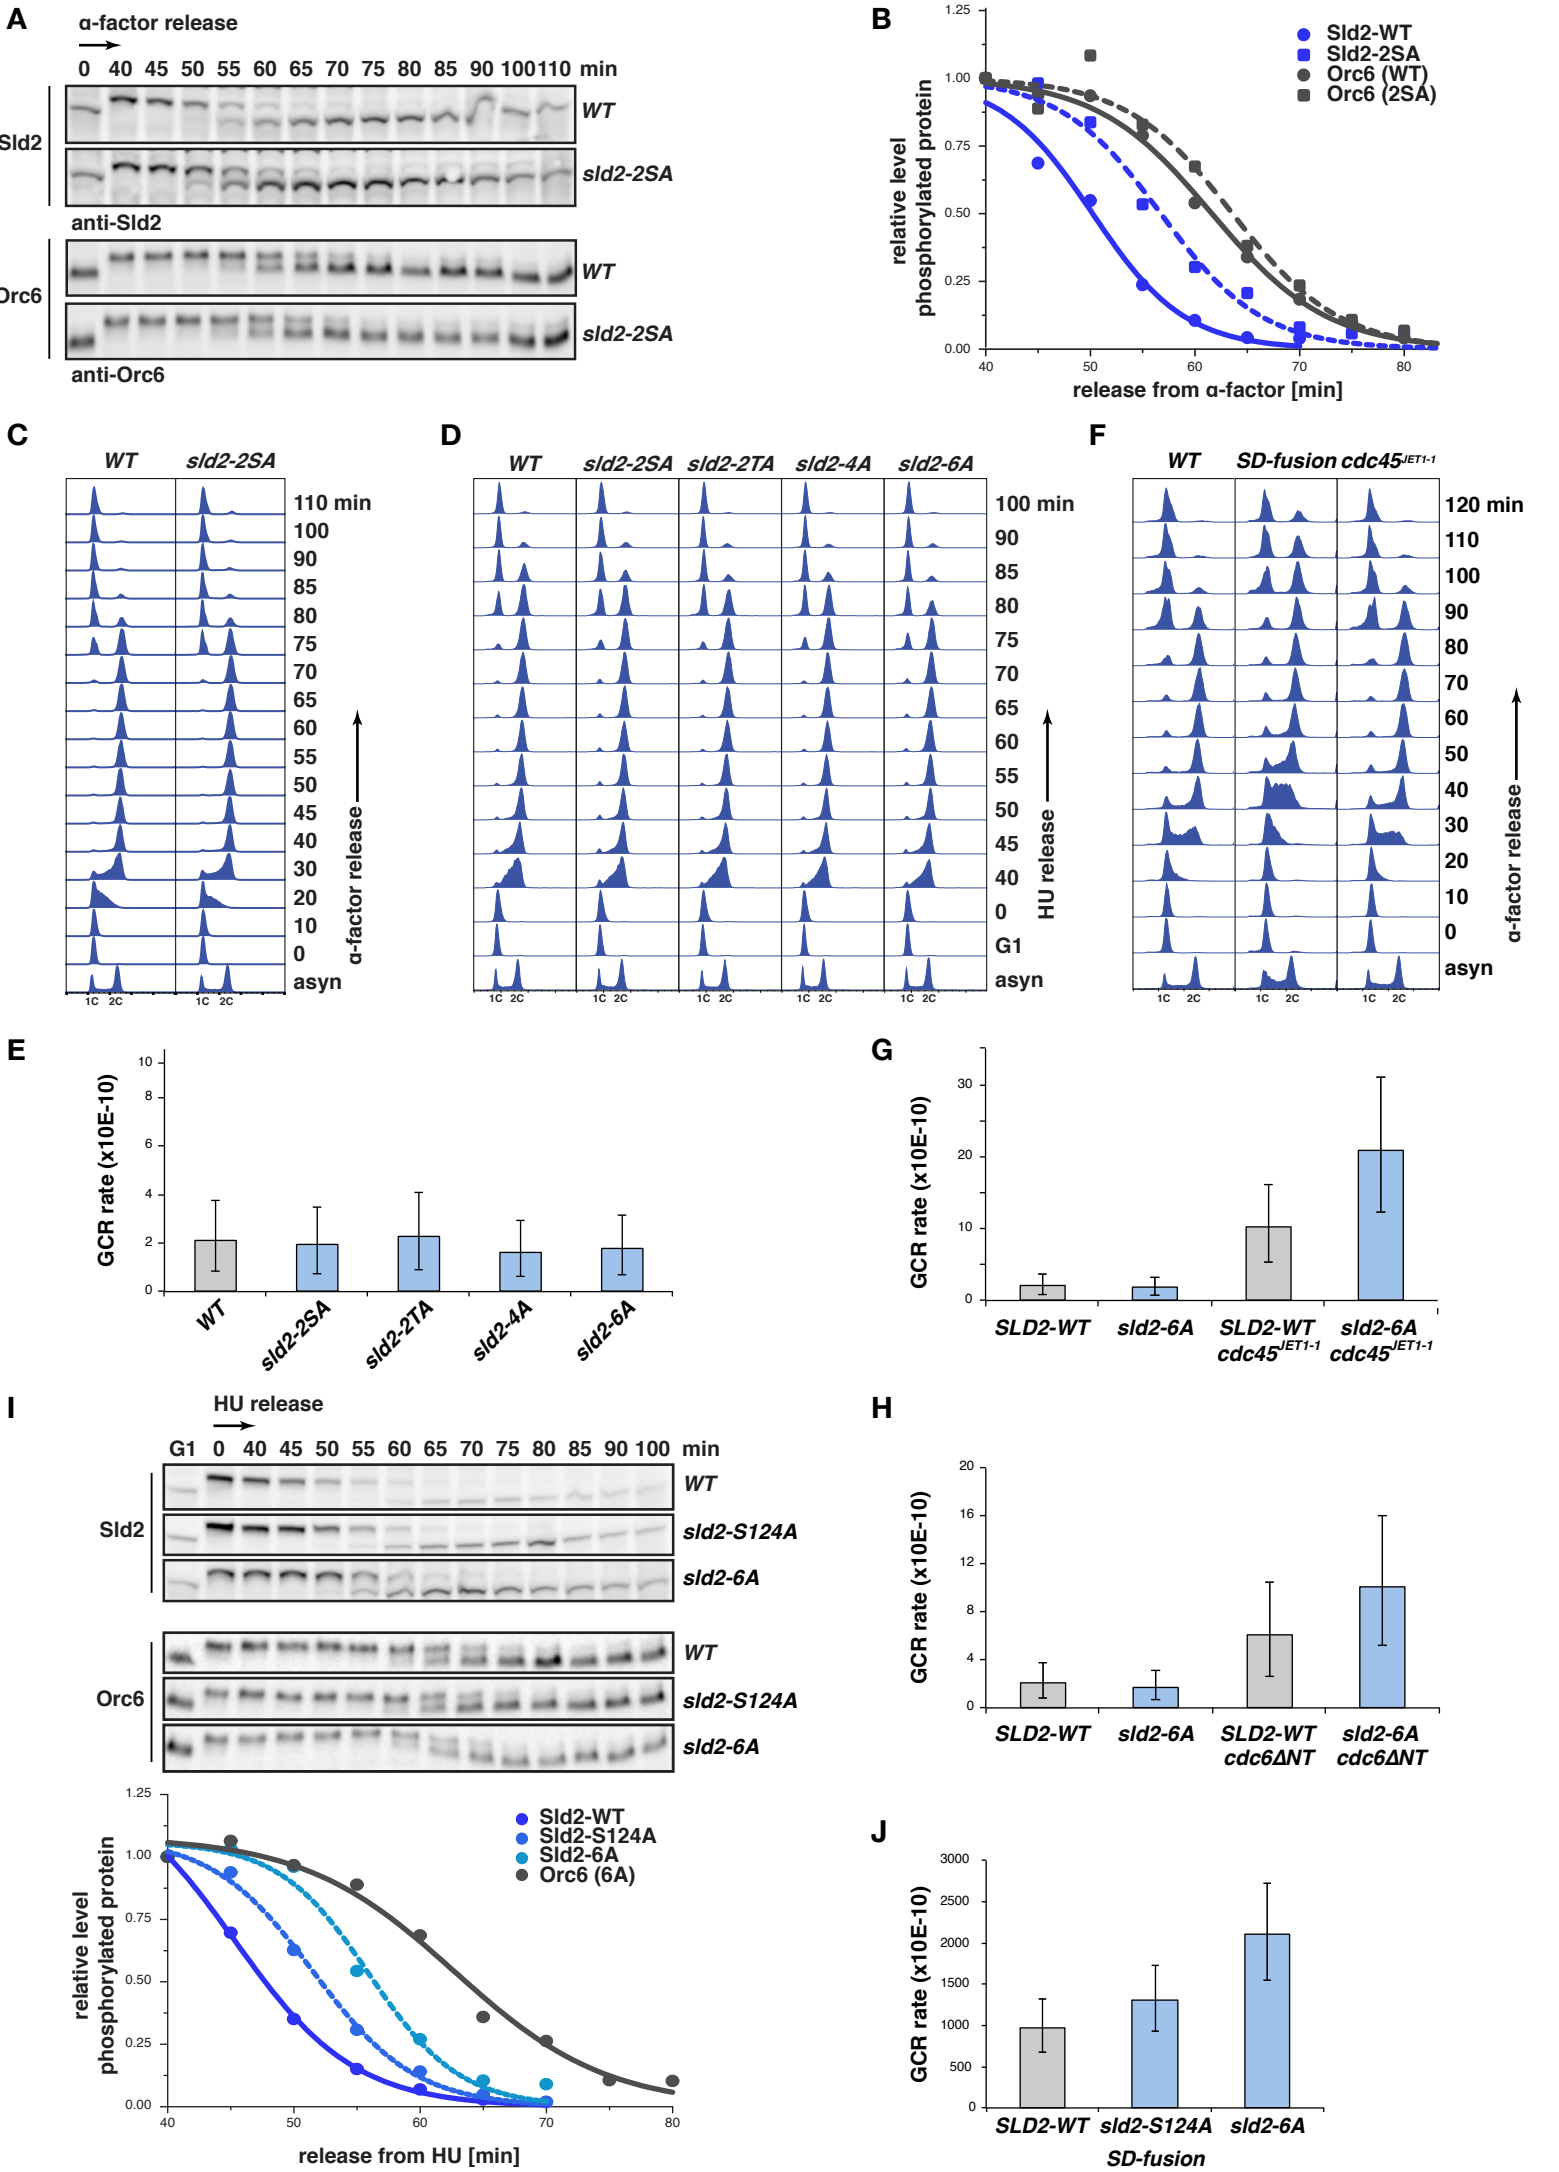 A
α-factor release
0 40 45 50 55 60 65 70 75 80 85 90 100 110 min
Sld2
WT
sld2-2SA
anti-Sld2
Orc6
WT
sld2-2SA
anti-Orc6
B
relative level
phosphorylated protein
1.25
1.00
0.75
0.50
0.25
0.00
40 50 60 70 80
release from α-factor [min]
Sld2-WT
Sld2-2SA
Orc6 (WT)
Orc6 (2SA)
C
WT sld2-2SA
110 min
100
90
85
80
75
70
65
60
55
50
45
40
30
20
10
0
asyn
1C 2C 1C 2C
α-factor release
D
WT sld2-2SA sld2-2TA sld2-4A sld2-6A
100 min
90
85
80
75
70
65
60
55
50
45
40
0
G1
asyn
1C 2C 1C 2C 1C 2C 1C 2C 1C 2C
HU release
F
WT SD-fusion cdc45JET1-1
120 min
110
100
90
80
70
60
50
40
30
20
10
0
asyn
1C 2C 1C 2C 1C 2C
α-factor release
E
GCR rate (x10E-10)
10
8
6
4
2
0
WT
sld2-2SA
sld2-2TA
sld2-4A
sld2-6A
G
GCR rate (x10E-10)
30
20
10
0
SLD2-WT sld2-6A SLD2-WT sld2-6A
cdc45JET1-1 cdc45JET1-1
I
HU release
G1 0 40 45 50 55 60 65 70 75 80 85 90 100 min
Sld2
WT
sld2-S124A
sld2-6A
Orc6
WT
sld2-S124A
sld2-6A
relative level
phosphorylated protein
1.25
1.00
0.75
0.50
0.25
0.00
40 50 60 70 80
release from HU [min]
Sld2-WT
Sld2-S124A
Sld2-6A
Orc6 (6A)
H
GCR rate (x10E-10)
20
16
12
8
4
0
SLD2-WT sld2-6A SLD2-WT sld2-6A
cdc6ΔNT cdc6ΔNT
J
GCR rate (x10E-10)
3000
2500
2000
1500
1000
500
0
SLD2-WT sld2-S124A sld2-6A
SD-fusion